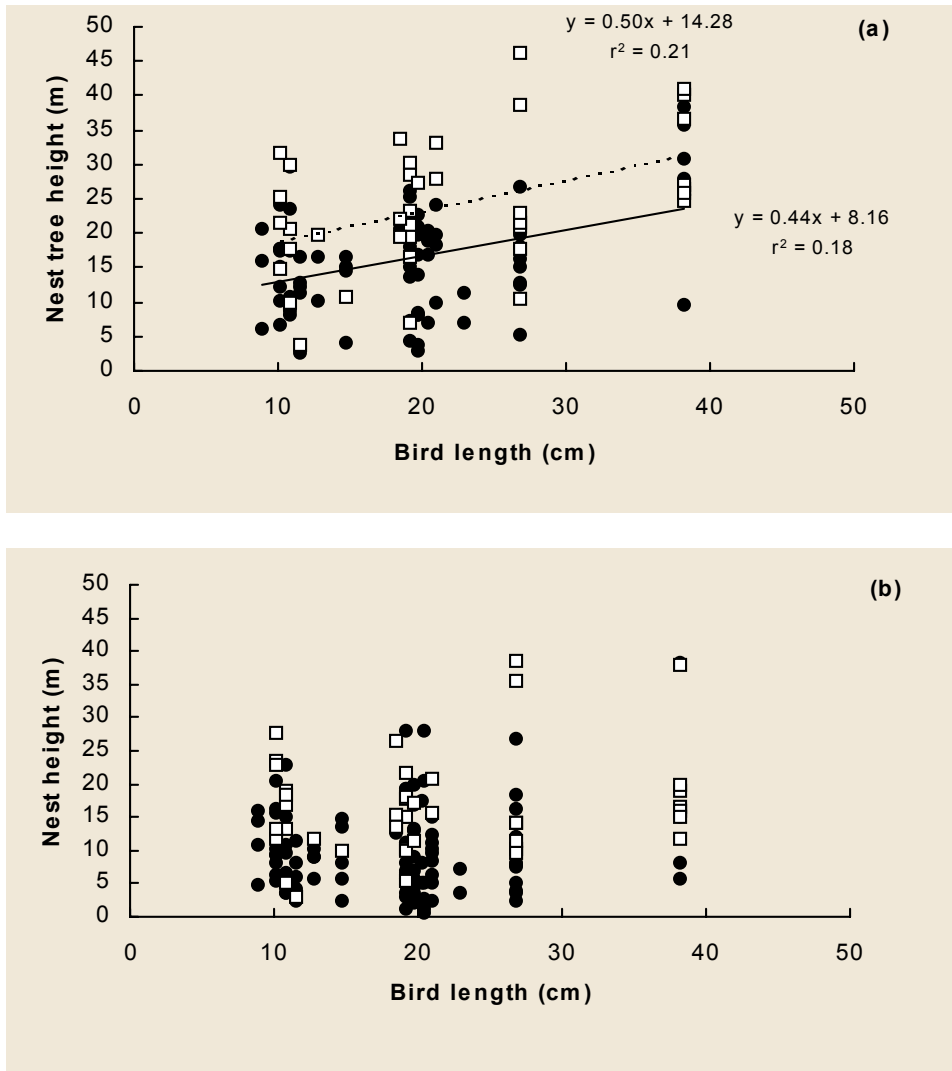 y = 0.50x + 14.28
r² = 0.21
(a)
Nest tree height (m)
50
45
40
35
30
25
20
15
10
5
0
y = 0.44x + 8.16
r² = 0.18
0 10 20 30 40 50
Bird length (cm)
(b)
Nest height (m)
50
45
40
35
30
25
20
15
10
5
0
0 10 20 30 40 50
Bird length (cm)